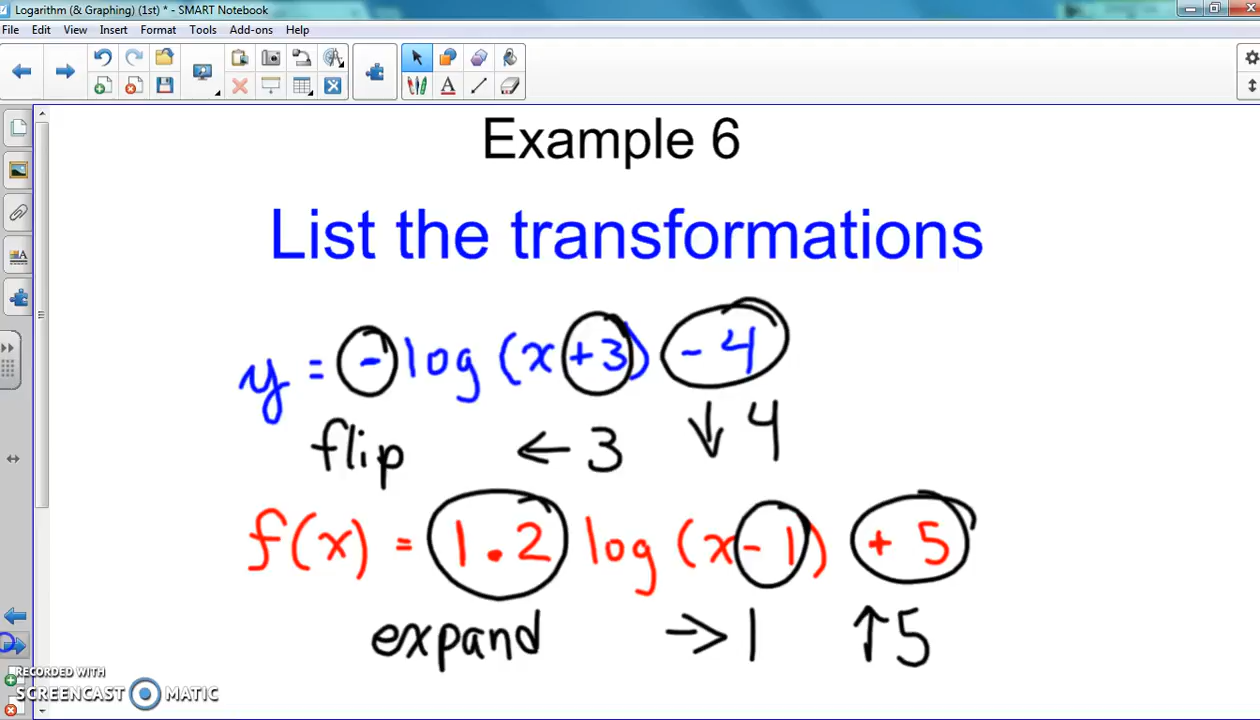 Logarithm (& Graphing) (1st) * - SMART Notebook
File Edit View Insert Format Tools Add-ons Help
Example 6
List the transformations
y = - log (x + 3) - 4
flip ← 3 ↓ 4
f(x) = 1.2 log (x - 1) + 5
expand → 1 ↑ 5
RECORDED WITH
SCREENCAST MATIC